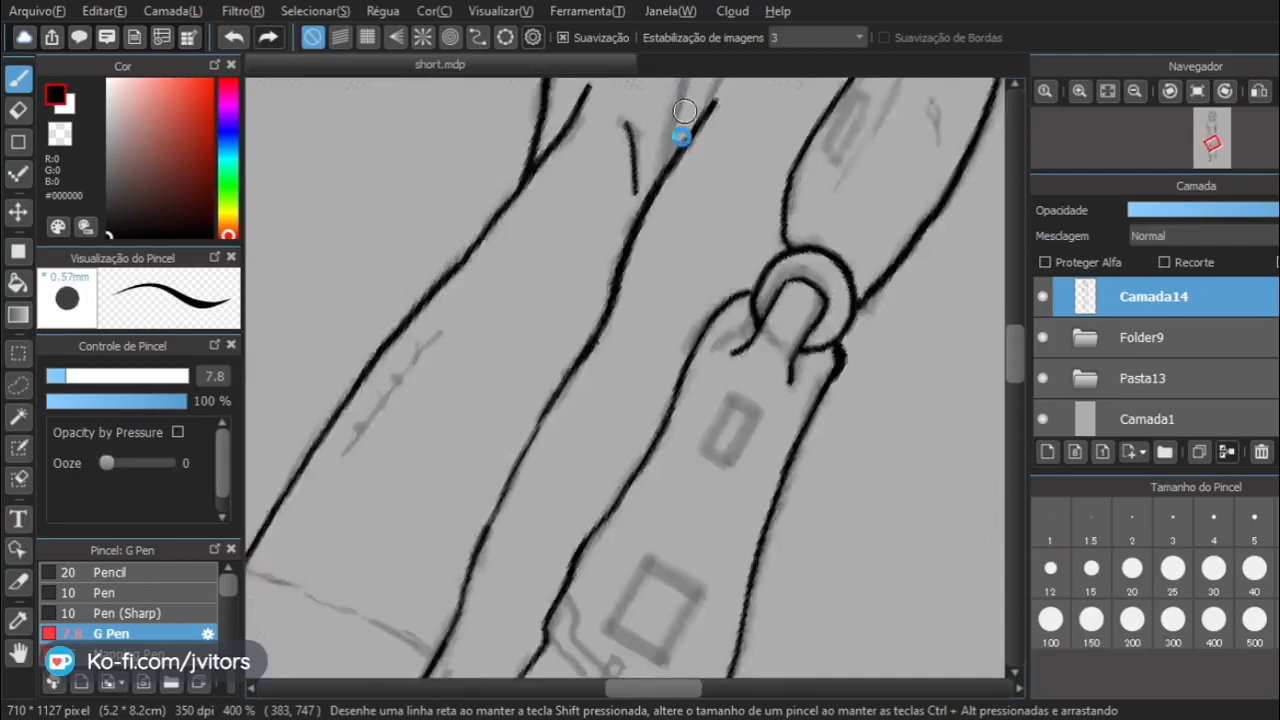 Arquivo(F) Editar(E) Camada(L) Filtro(R) Selecionar(S) Régua Cor(C) Visualizar(V) Ferramenta(T) Janela(W) Cloud Help
Suavização Estabilização de imagens 3 Suavização de Bordas
Cor
short.mdp
Navegador
R:0
G:0
B:0
#000000
Camada
Opacidade
Mesclagem Normal
Proteger Alfa Recorte
Visualização do Pincel
* 0.57mm
Camada14
Folder9
Pasta13
Camada1
Controle de Pincel
7.8
100 %
Opacity by Pressure
Ooze 0
Tamanho do Pincel
1 1.5 2 3 4 5
12 15 20 25 30 40
100 150 200 300 400 500
Pincel: G Pen
20 Pencil
10 Pen
10 Pen (Sharp)
7.8 G Pen
Ko-fi.com/jvitors
710 * 1127 pixel (5.2 * 8.2cm) 350 dpi 400 % ( 383, 747 ) Desenhe uma linha reta ao manter a tecla Shift pressionada, altere o tamanho de um pincel ao manter as teclas Ctrl + Alt pressionadas e arrastando